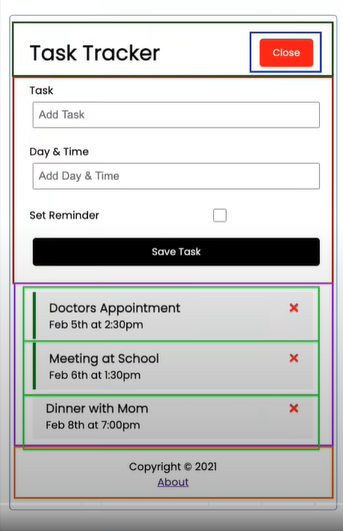 Task Tracker
Close
Task
Add Task
Day & Time
Add Day & Time
Set Reminder
Save Task
Doctors Appointment
Feb 5th at 2:30pm
Meeting at School
Feb 6th at 1:30pm
Dinner with Mom
Feb 8th at 7:00pm
Copyright © 2021
About